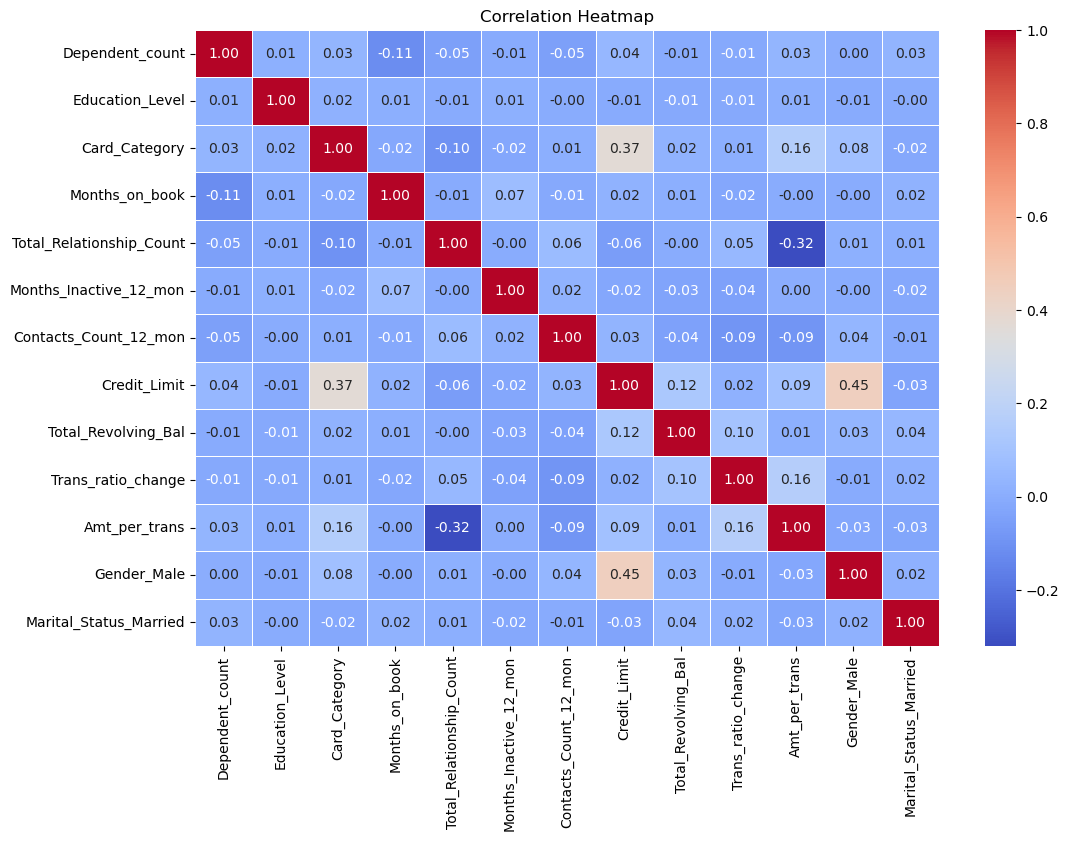 Correlation Heatmap
Dependent_count 1.00 0.01 0.03 -0.11 -0.05 -0.01 -0.05 0.04 -0.01 -0.01 0.03 0.00 0.03
Education_Level 0.01 1.00 0.02 0.01 -0.01 0.01 -0.00 -0.01 -0.01 -0.01 0.01 -0.01 -0.00
Card_Category 0.03 0.02 1.00 -0.02 -0.10 -0.02 0.01 0.37 0.02 0.01 0.16 0.08 -0.02
Months_on_book -0.11 0.01 -0.02 1.00 -0.01 0.07 -0.01 0.02 0.01 -0.02 -0.00 -0.00 0.02
Total_Relationship_Count -0.05 -0.01 -0.10 -0.01 1.00 -0.00 0.06 -0.06 -0.00 0.05 -0.32 0.01 0.01
Months_Inactive_12_mon -0.01 0.01 -0.02 0.07 -0.00 1.00 0.02 -0.02 -0.03 -0.04 0.00 -0.00 -0.02
Contacts_Count_12_mon -0.05 -0.00 0.01 -0.01 0.06 0.02 1.00 0.03 -0.04 -0.09 -0.09 0.04 -0.01
Credit_Limit 0.04 -0.01 0.37 0.02 -0.06 -0.02 0.03 1.00 0.12 0.02 0.09 0.45 -0.03
Total_Revolving_Bal -0.01 -0.01 0.02 0.01 -0.00 -0.03 -0.04 0.12 1.00 0.10 0.01 0.03 0.04
Trans_ratio_change -0.01 -0.01 0.01 -0.02 0.05 -0.04 -0.09 0.02 0.10 1.00 0.16 -0.01 0.02
Amt_per_trans 0.03 0.01 0.16 -0.00 -0.32 0.00 -0.09 0.09 0.01 0.16 1.00 -0.03 -0.03
Gender_Male 0.00 -0.01 0.08 -0.00 0.01 -0.00 0.04 0.45 0.03 -0.01 -0.03 1.00 0.02
Marital_Status_Married 0.03 -0.00 -0.02 0.02 0.01 -0.02 -0.01 -0.03 0.04 0.02 -0.03 0.02 1.00
Dependent_count
Education_Level
Card_Category
Months_on_book
Total_Relationship_Count
Months_Inactive_12_mon
Contacts_Count_12_mon
Credit_Limit
Total_Revolving_Bal
Trans_ratio_change
Amt_per_trans
Gender_Male
Marital_Status_Married
1.0
0.8
0.6
0.4
0.2
0.0
−0.2